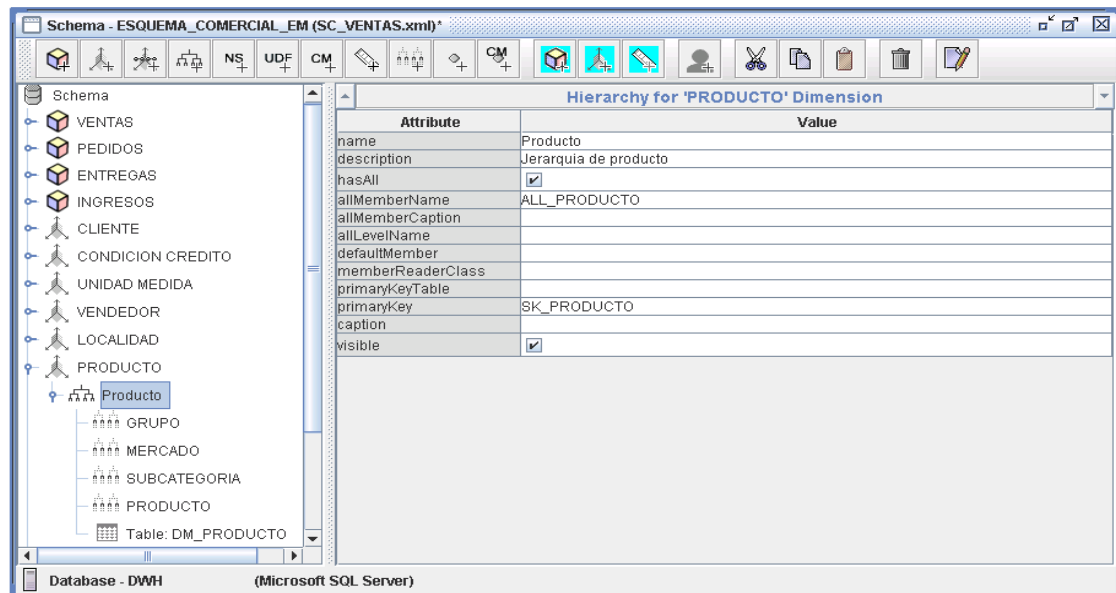 Schema - ESQUEMA_COMERCIAL_EM (SC_VENTAS.xml)*
NS UDF CM CM
Schema
VENTAS
PEDIDOS
ENTREGAS
INGRESOS
CLIENTE
CONDICION CREDITO
UNIDAD MEDIDA
VENDEDOR
LOCALIDAD
PRODUCTO
Producto
GRUPO
MERCADO
SUBCATEGORIA
PRODUCTO
Table: DM_PRODUCTO
Hierarchy for 'PRODUCTO' Dimension
Attribute Value
name Producto
description Jerarquia de producto
hasAll
allMemberName ALL_PRODUCTO
allMemberCaption
allLevelName
defaultMember
memberReaderClass
primaryKeyTable
primaryKey SK_PRODUCTO
caption
visible
Database - DWH (Microsoft SQL Server)